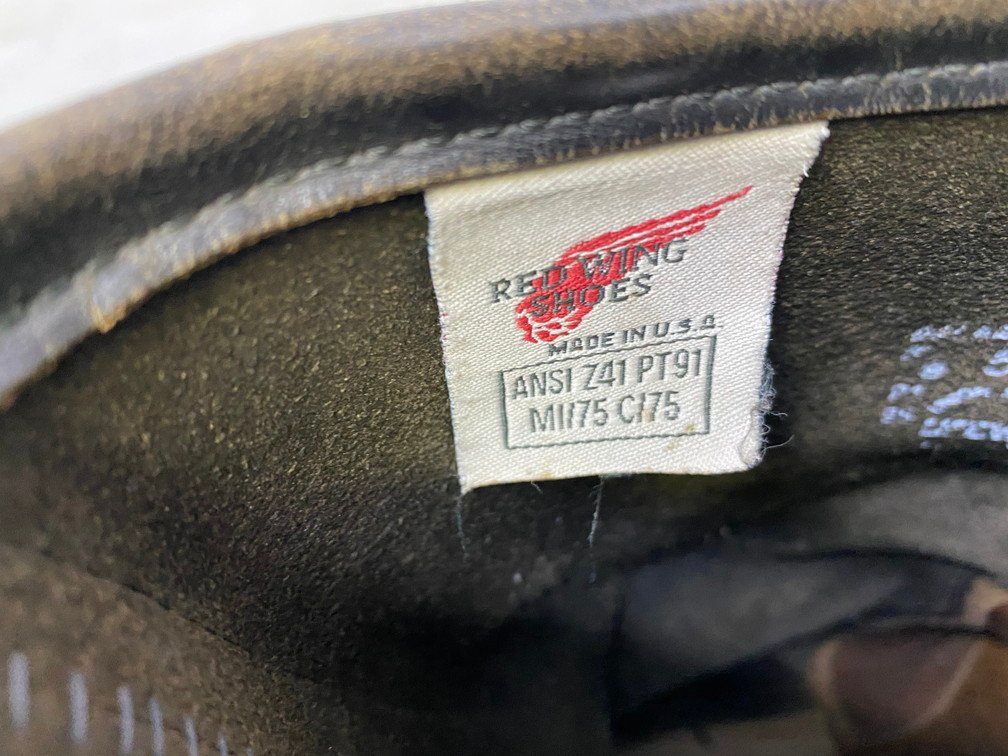 RED WING
SHOES
MADE IN U.S.A.
ANSI Z41 PT91
MI/75 C/75